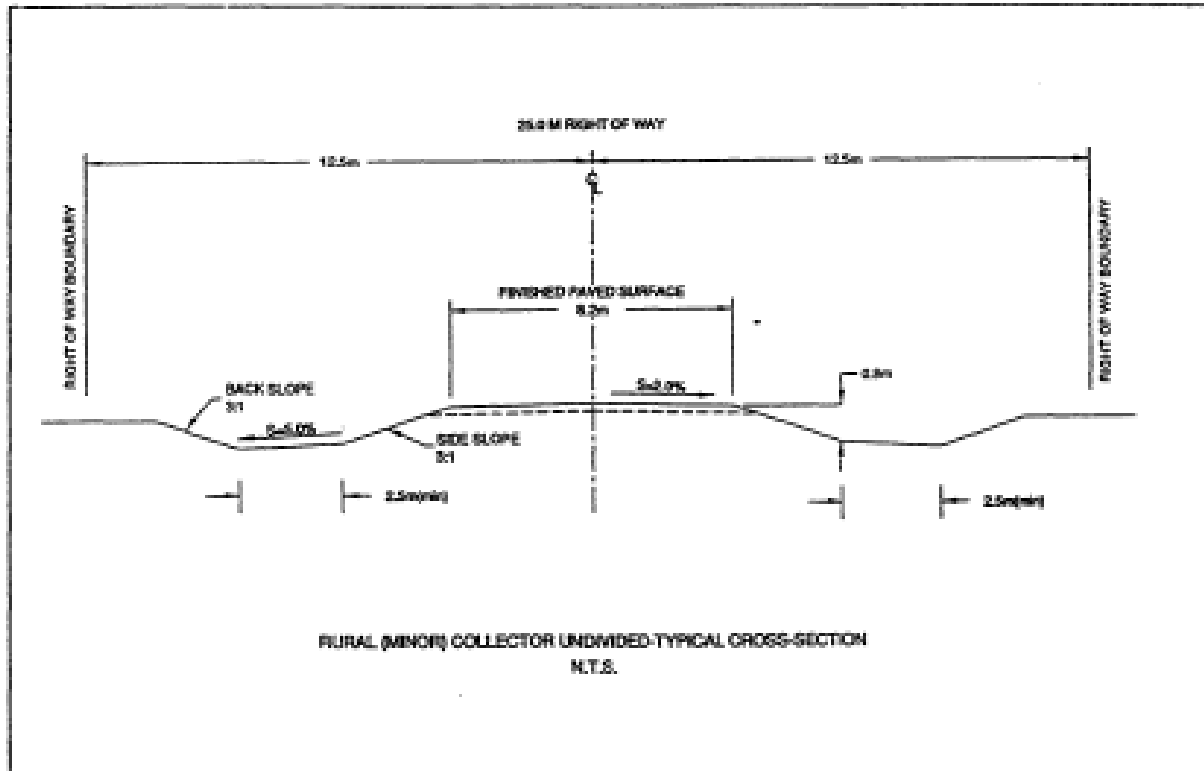 25.0 M RIGHT OF WAY
12.5m
12.5m
RIGHT OF WAY BOUNDARY
RIGHT OF WAY BOUNDARY
FINISHED PAVED SURFACE
BACK SLOPE
3:1
SIDE SLOPE
3:1
2.5m(min)
2.5m(min)
RURAL (MINOR) COLLECTOR UNDIVIDED-TYPICAL CROSS-SECTION
N.T.S.